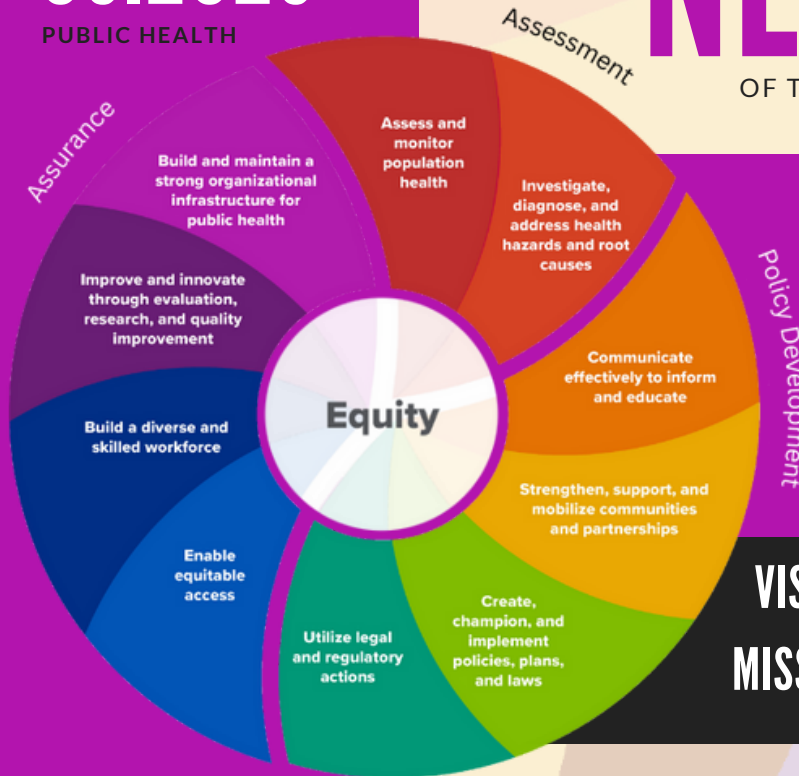 PUBLIC HEALTH
OF T
Assessment
Assurance
Policy Development
Assess and
monitor
population
health
Investigate,
diagnose, and
address health
hazards and root
causes
Communicate
effectively to inform
and educate
Strengthen, support, and
mobilize communities
and partnerships
Create,
champion, and
implement
policies, plans,
and laws
Utilize legal
and regulatory
actions
Enable
equitable
access
Build a diverse and
skilled workforce
Improve and innovate
through evaluation,
research, and quality
improvement
Build and maintain a
strong organizational
infrastructure for
public health
Equity
VIS
MISS